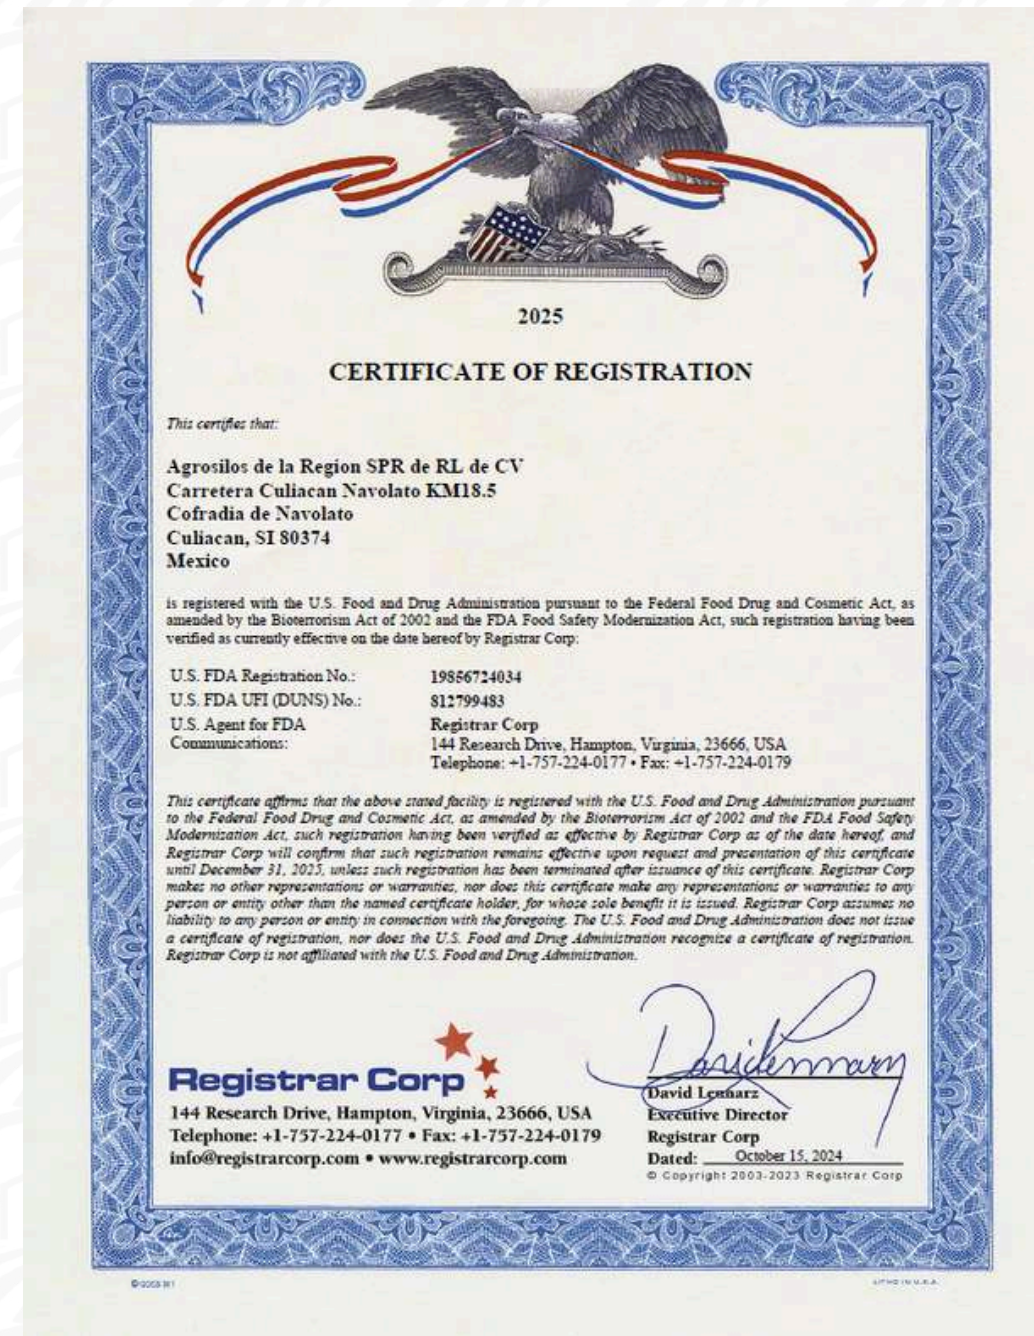 2025
CERTIFICATE OF REGISTRATION
This certifies that:
Agrosilos de la Region SPR de RL de CV
Carretera Culiacan Navolato KM18.5
Cofradia de Navolato
Culiacan, SI 80374
Mexico
is registered with the U.S. Food and Drug Administration pursuant to the Federal Food Drug and Cosmetic Act, as
amended by the Bioterrorism Act of 2002 and the FDA Food Safety Modernization Act, such registration having been
verified as currently effective on the date hereof by Registrar Corp:
U.S. FDA Registration No.: 19856724034
U.S. FDA UFI (DUNS) No.: 812799483
U.S. Agent for FDA Registrar Corp
Communications: 144 Research Drive, Hampton, Virginia, 23666, USA
Telephone: +1-757-224-0177 • Fax: +1-757-224-0179
This certificate affirms that the above stated facility is registered with the U.S. Food and Drug Administration pursuant
to the Federal Food Drug and Cosmetic Act, as amended by the Bioterrorism Act of 2002 and the FDA Food Safety
Modernization Act, such registration having been verified as effective by Registrar Corp as of the date hereof, and
Registrar Corp will confirm that such registration remains effective upon request and presentation of this certificate
until December 31, 2025, unless such registration has been terminated after issuance of this certificate. Registrar Corp
makes no other representations or warranties, nor does this certificate make any representations or warranties to any
person or entity other than the named certificate holder, for whose sole benefit it is issued. Registrar Corp assumes no
liability to any person or entity in connection with the foregoing. The U.S. Food and Drug Administration does not issue
a certificate of registration, nor does the U.S. Food and Drug Administration recognize a certificate of registration.
Registrar Corp is not affiliated with the U.S. Food and Drug Administration.
Registrar Corp
144 Research Drive, Hampton, Virginia, 23666, USA
Telephone: +1-757-224-0177 • Fax: +1-757-224-0179
info@registrarcorp.com • www.registrarcorp.com
David Lennarz
David Lennarz
Executive Director
Registrar Corp
Dated: October 15, 2024
© Copyright 2003-2023 Registrar Corp
LITHO IN U.S.A.